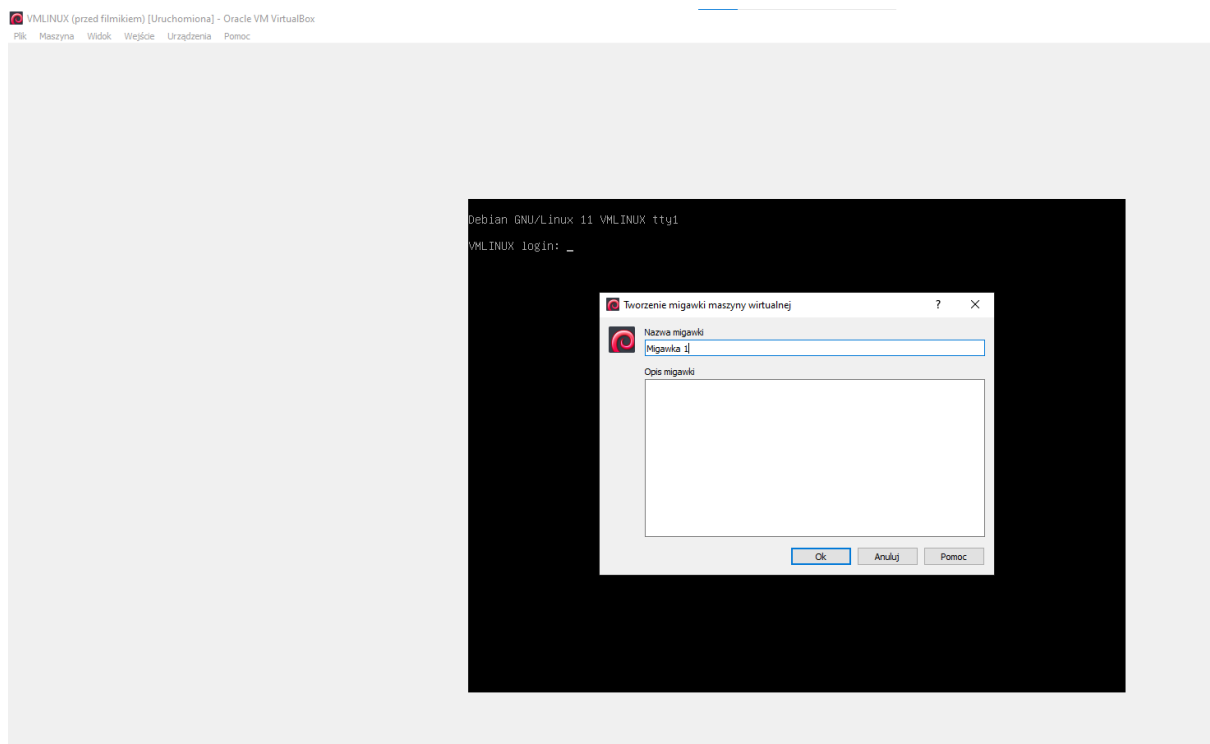 VMLINUX (przed filmikiem) [Uruchomiona] - Oracle VM VirtualBox
Plik Maszyna Widok Wejście Urządzenia Pomoc
Debian GNU/Linux 11 VMLINUX tty1
VMLINUX login: _
Tworzenie migawki maszyny wirtualnej
Nazwa migawki
Migawka 1
Opis migawki
Ok Anuluj Pomoc